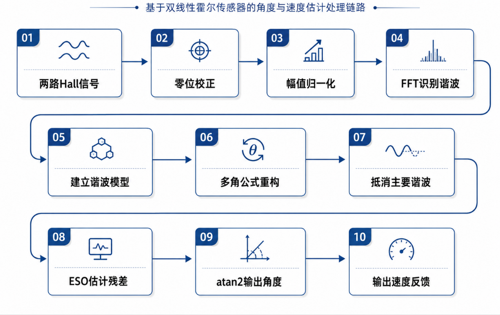 基于双线性霍尔传感器的角度与速度估计处理链路
01
两路Hall信号
02
零位校正
03
幅值归一化
04
FFT识别谐波
05
建立谐波模型
06
θ
多角公式重构
07
抵消主要谐波
08
ESO估计残差
09
atan2输出角度
10
输出速度反馈